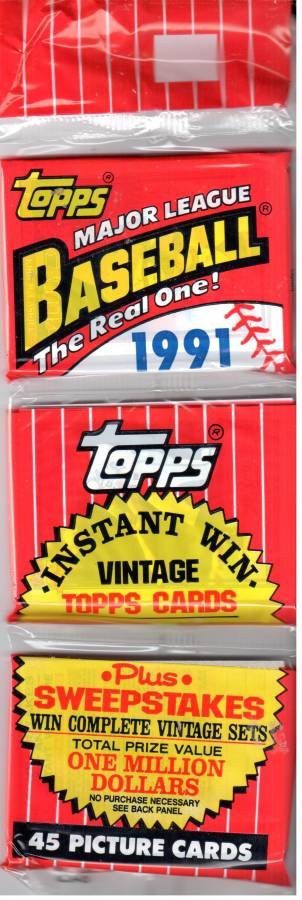 TOPPS®
MAJOR LEAGUE
BASEBALL®
The Real One!
1991
TOPPS®
•INSTANT WIN•
VINTAGE
TOPPS CARDS
•Plus•
SWEEPSTAKES
WIN COMPLETE VINTAGE SETS
TOTAL PRIZE VALUE
ONE MILLION
DOLLARS
NO PURCHASE NECESSARY
SEE BACK PANEL
45 PICTURE CARDS